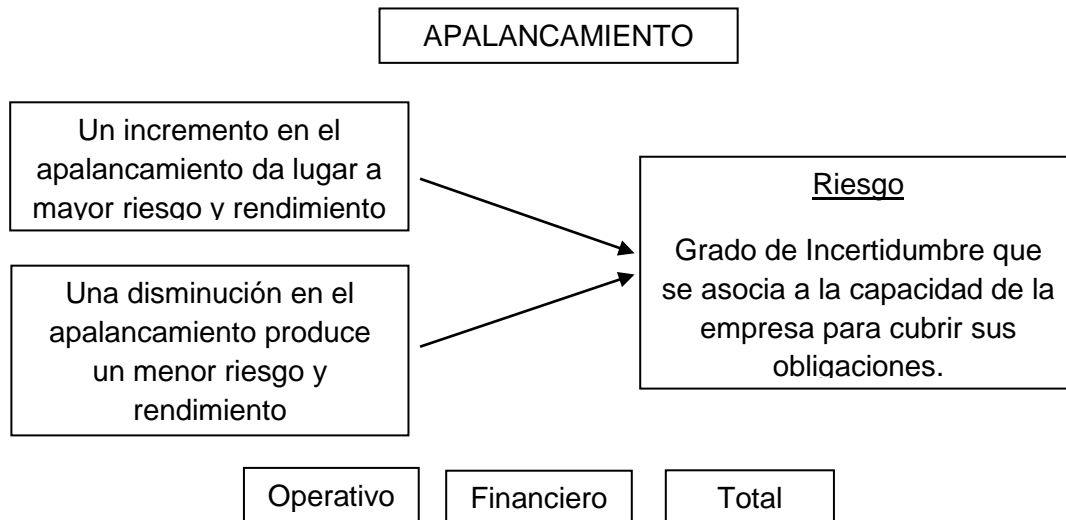 APALANCAMIENTO
Un incremento en el
apalancamiento da lugar a
mayor riesgo y rendimiento
Riesgo
Grado de Incertidumbre que
se asocia a la capacidad de la
empresa para cubrir sus
obligaciones.
Una disminución en el
apalancamiento produce
un menor riesgo y
rendimiento
Operativo
Financiero
Total